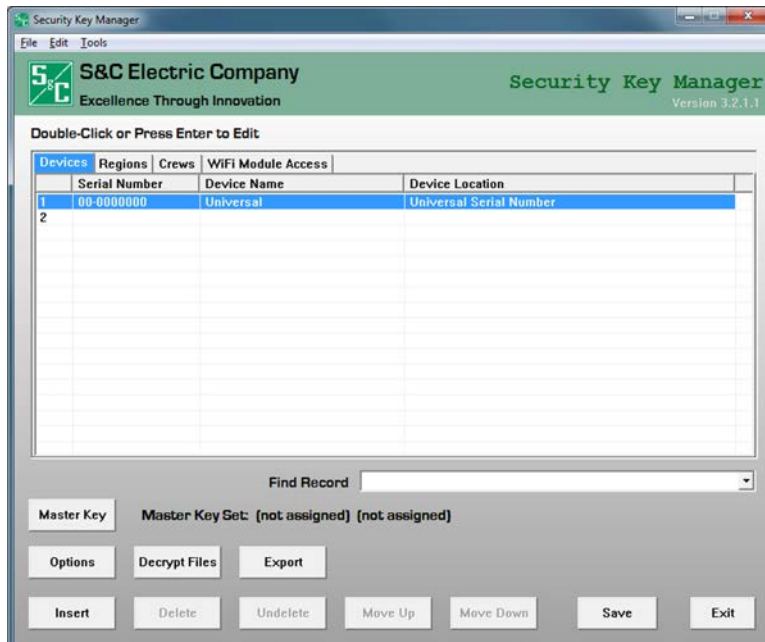 Security Key Manager
File Edit Tools
S&C
S&C Electric Company
Excellence Through Innovation
Security Key Manager
Version 3.2.1.1
Double-Click or Press Enter to Edit
Devices Regions Crews WiFi Module Access
Serial Number Device Name Device Location
1 00-0000000 Universal Universal Serial Number
2
Find Record
Master Key Master Key Set: (not assigned) (not assigned)
Options Decrypt Files Export
Insert Delete Undelete Move Up Move Down Save Exit